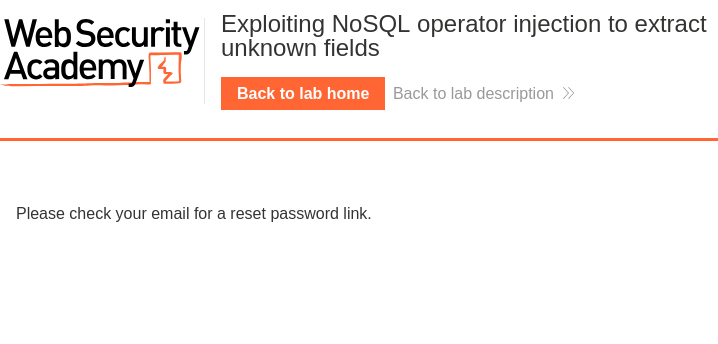 Web Security
Academy
Exploiting NoSQL operator injection to extract
unknown fields
Back to lab home
Back to lab description
Please check your email for a reset password link.